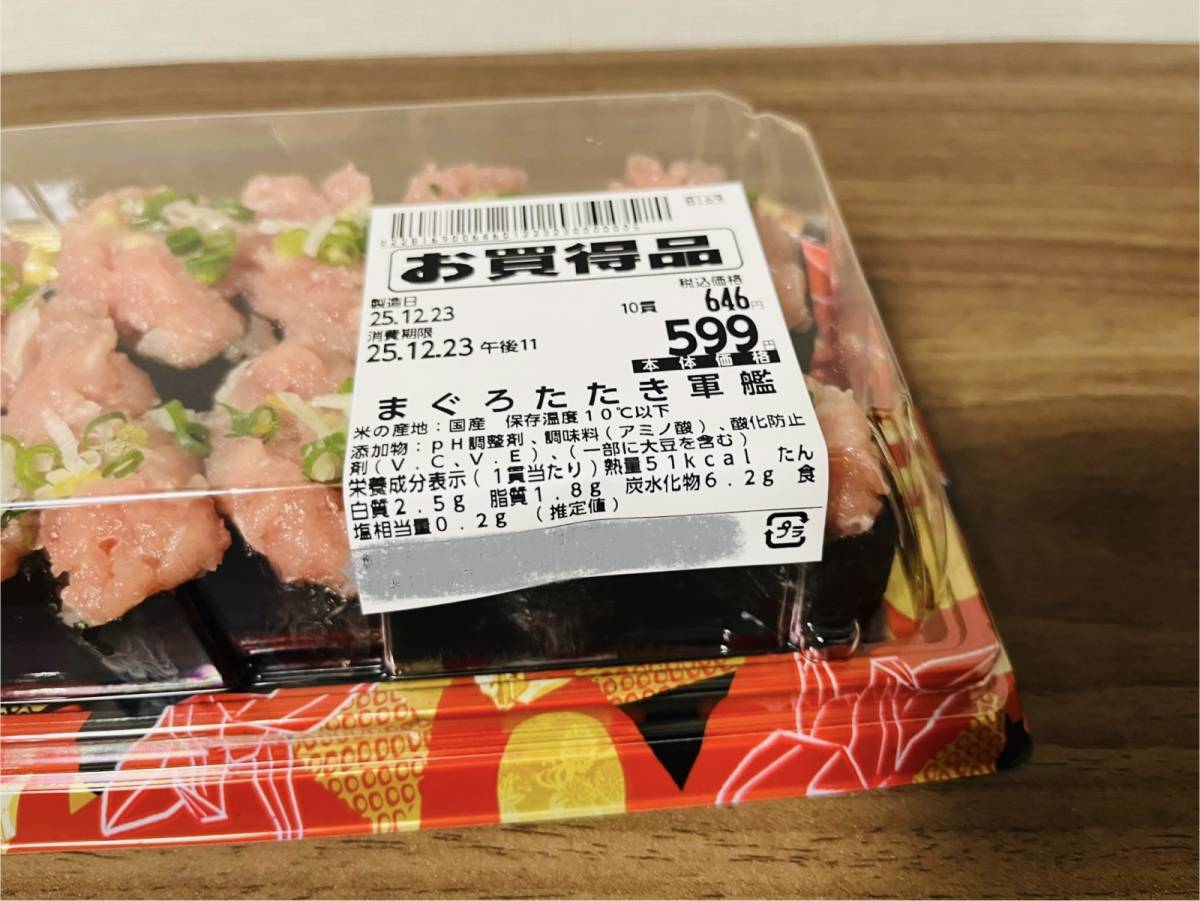 お買得品
製造日
25.12.23
消費期限
25.12.23 午後11
税込価格
10貫 646円
599円
本体価格
まぐろたたき軍艦
米の産地：国産 保存温度10℃以下
添加物：pH調整剤、調味料(アミノ酸)、酸化防止
剤(V.C、V.E)、(一部に大豆を含む)
栄養成分表示(1貫当たり)熱量51kcal たん
白質2.5g 脂質1.8g 炭水化物6.2g 食
塩相当量0.2g (推定値)
プラ